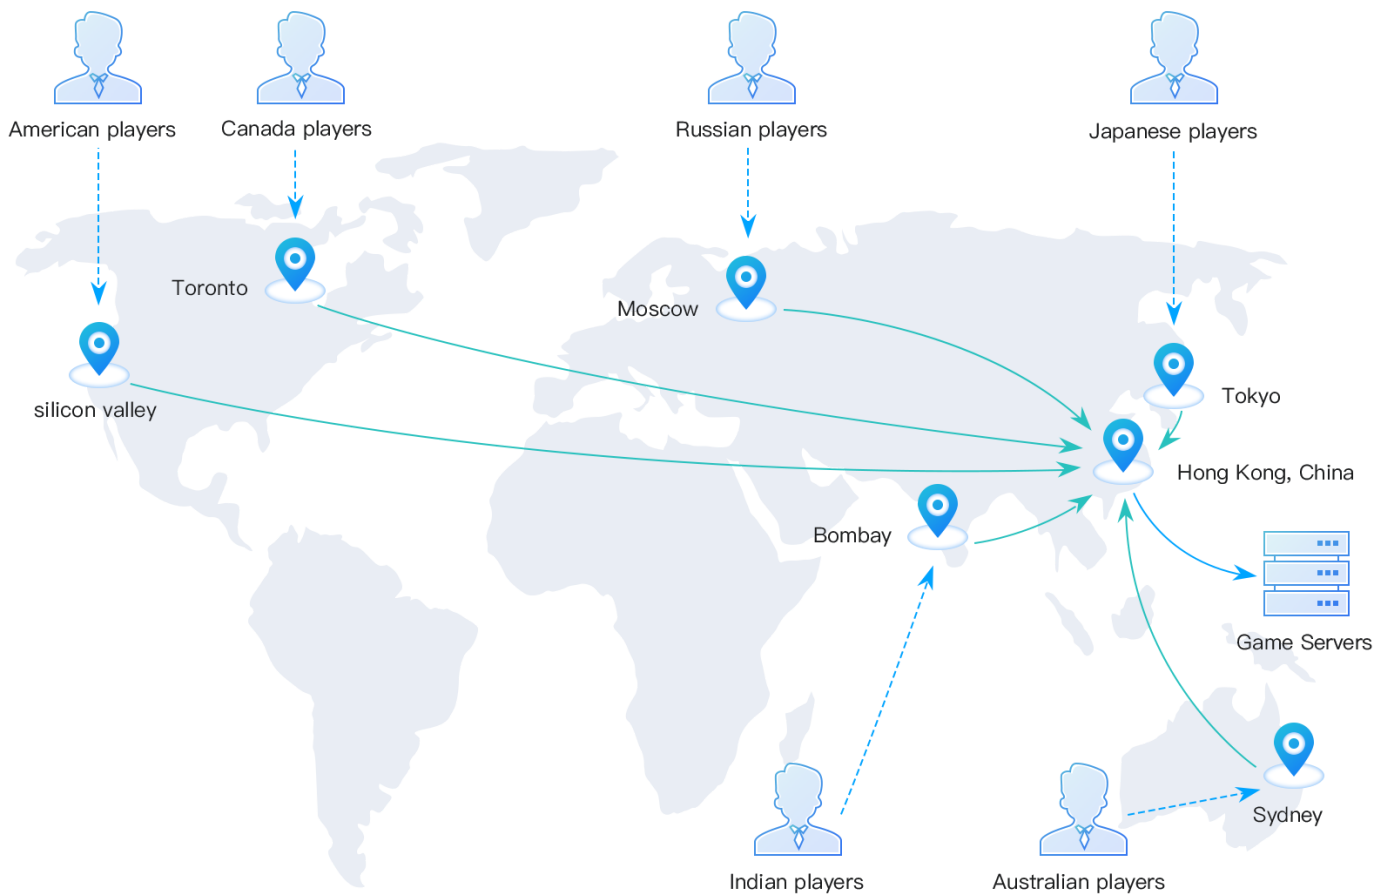 American players
Canada players
Russian players
Japanese players
Toronto
Moscow
silicon valley
Tokyo
Hong Kong, China
Bombay
Game Servers
Sydney
Indian players
Australian players